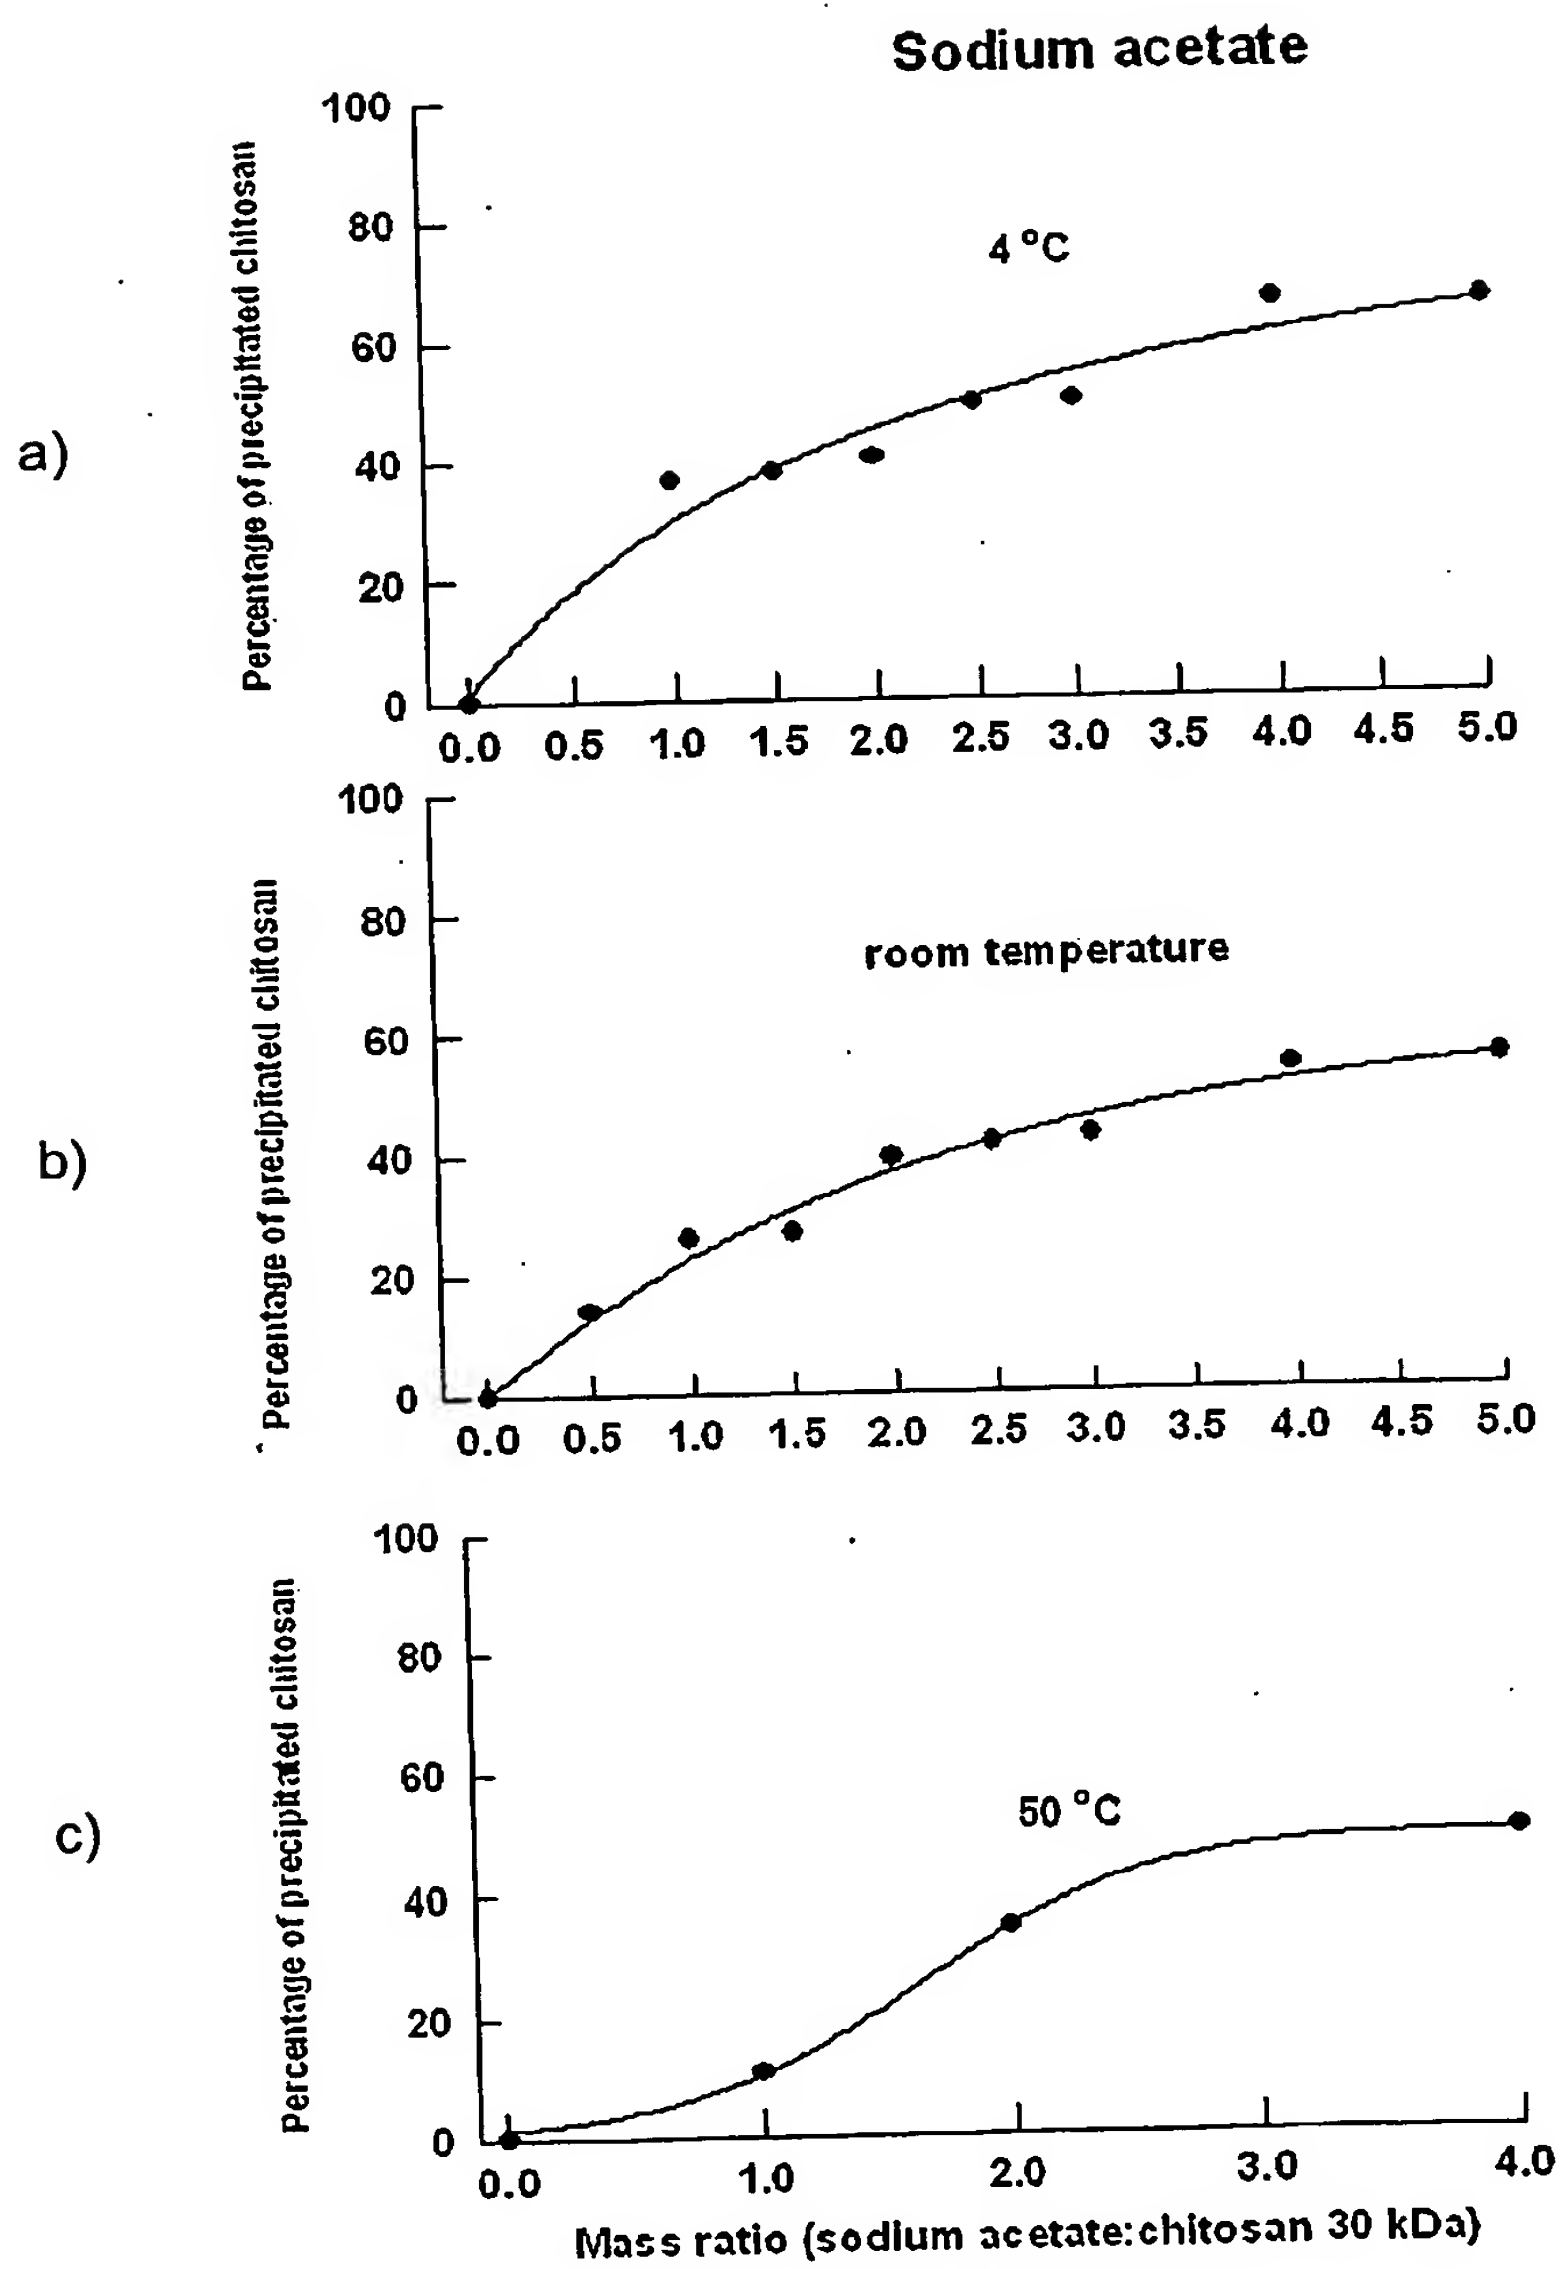 Sodium acetate
a)
Percentage of precipitated chitosan
100
80
60
40
20
0
4 °C
0.0 0.5 1.0 1.5 2.0 2.5 3.0 3.5 4.0 4.5 5.0
b)
Percentage of precipitated chitosan
100
80
60
40
20
0
room temperature
0.0 0.5 1.0 1.5 2.0 2.5 3.0 3.5 4.0 4.5 5.0
c)
Percentage of precipitated chitosan
100
80
60
40
20
0
50 °C
0.0 1.0 2.0 3.0 4.0
Mass ratio (sodium acetate:chitosan 30 kDa)